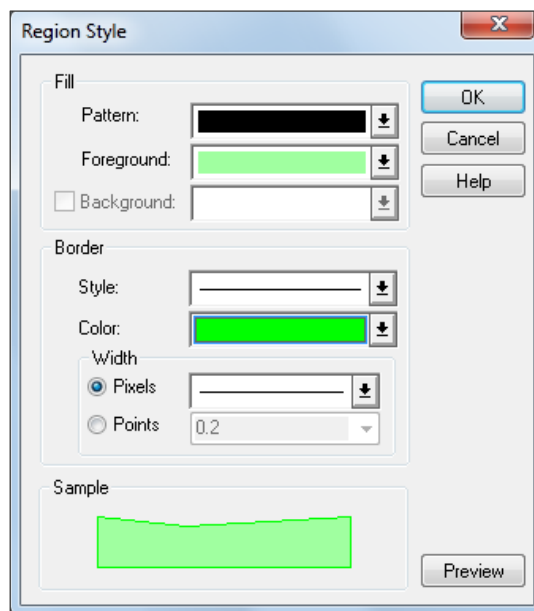 Region Style
Fill
Pattern:
Foreground:
Background:
OK
Cancel
Help
Border
Style:
Color:
Width
Pixels
Points
0.2
Sample
Preview